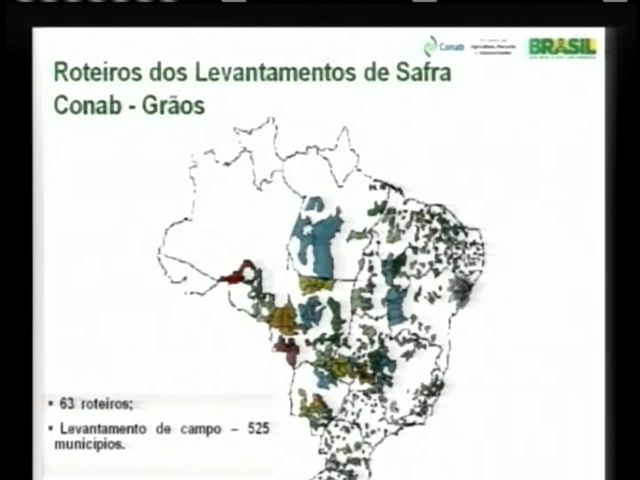 Conab
BRASIL
Roteiros dos Levantamentos de Safra
Conab - Grãos
• 63 roteiros;
• Levantamento de campo – 525
municípios.